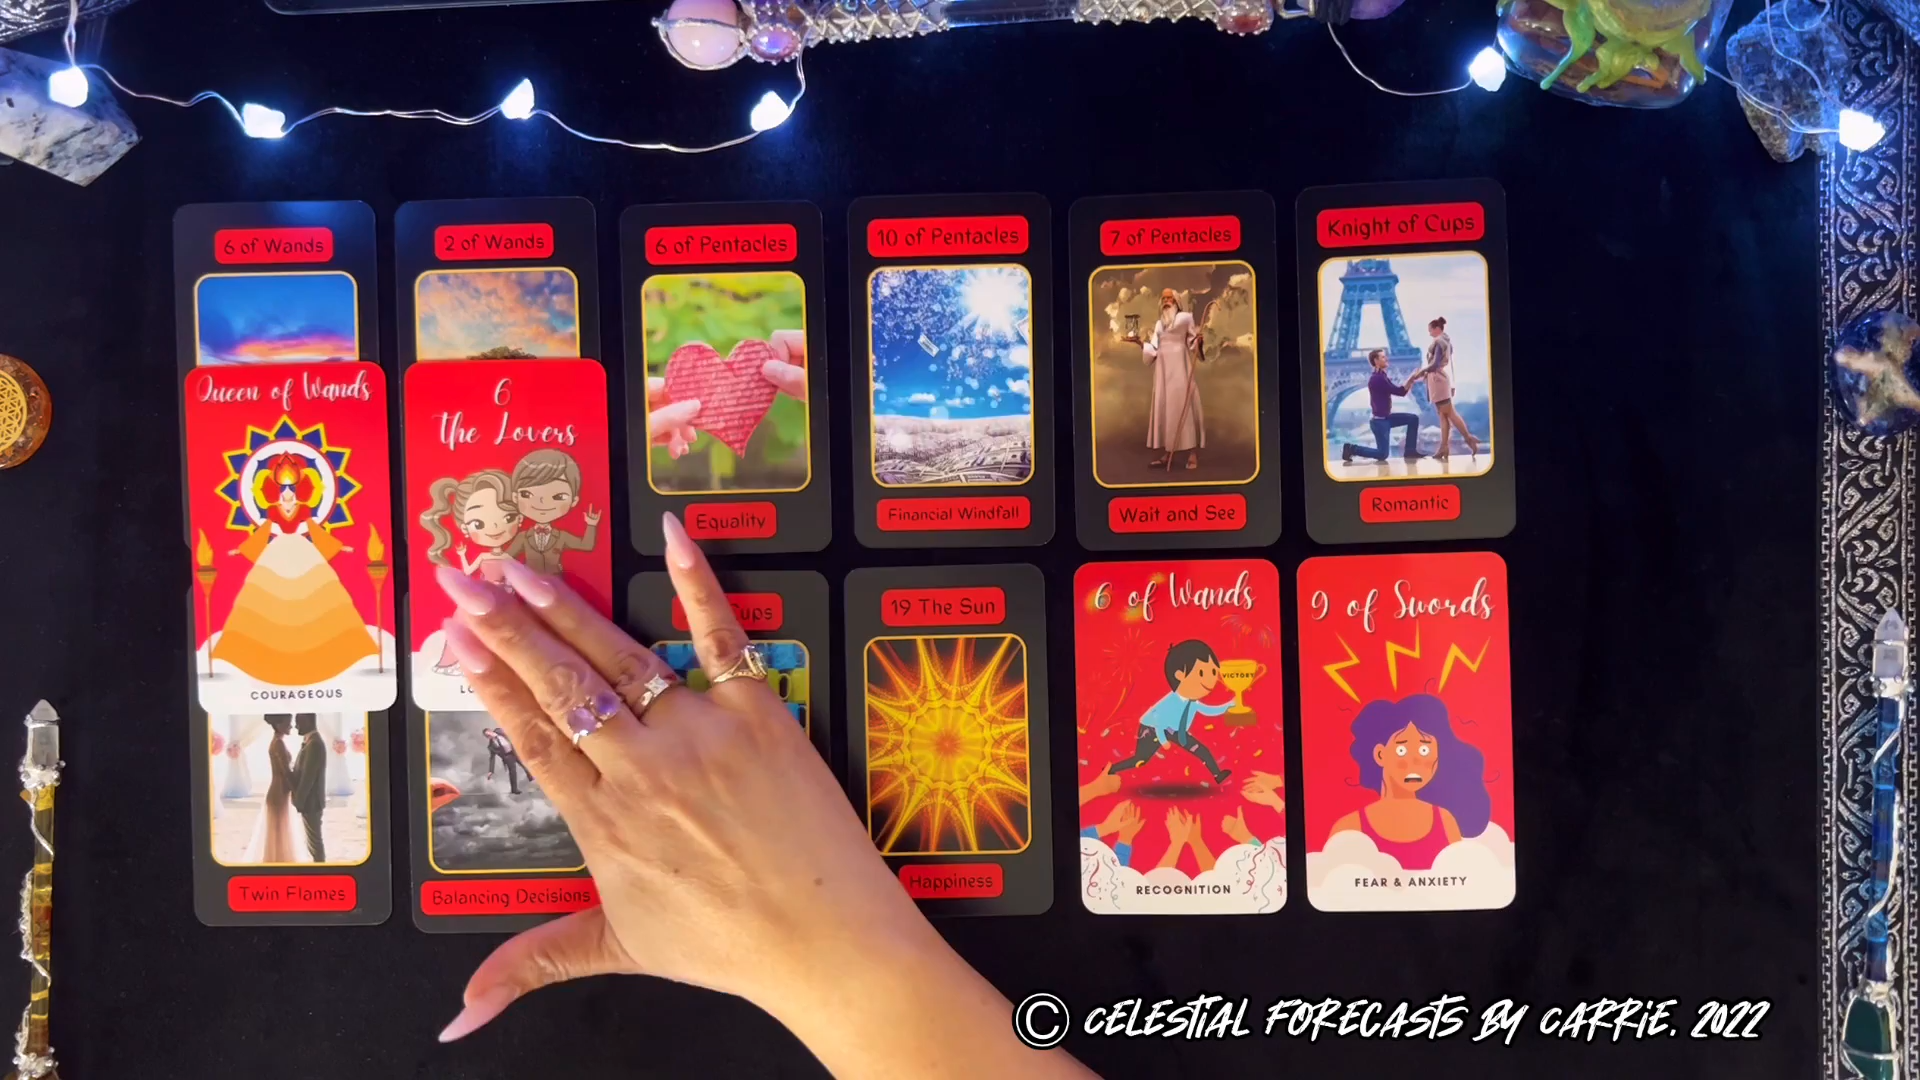 6 of Wands
2 of Wands
6 of Pentacles
10 of Pentacles
7 of Pentacles
Knight of Cups
Queen of Wands
6
the Lovers
Equality
Financial Windfall
Wait and See
Romantic
COURAGEOUS
Cups
19 The Sun
6 of Wands
VICTORY
9 of Swords
Twin Flames
Balancing Decisions
Happiness
RECOGNITION
FEAR & ANXIETY
© CELESTIAL FORECASTS BY CARRIE. 2022